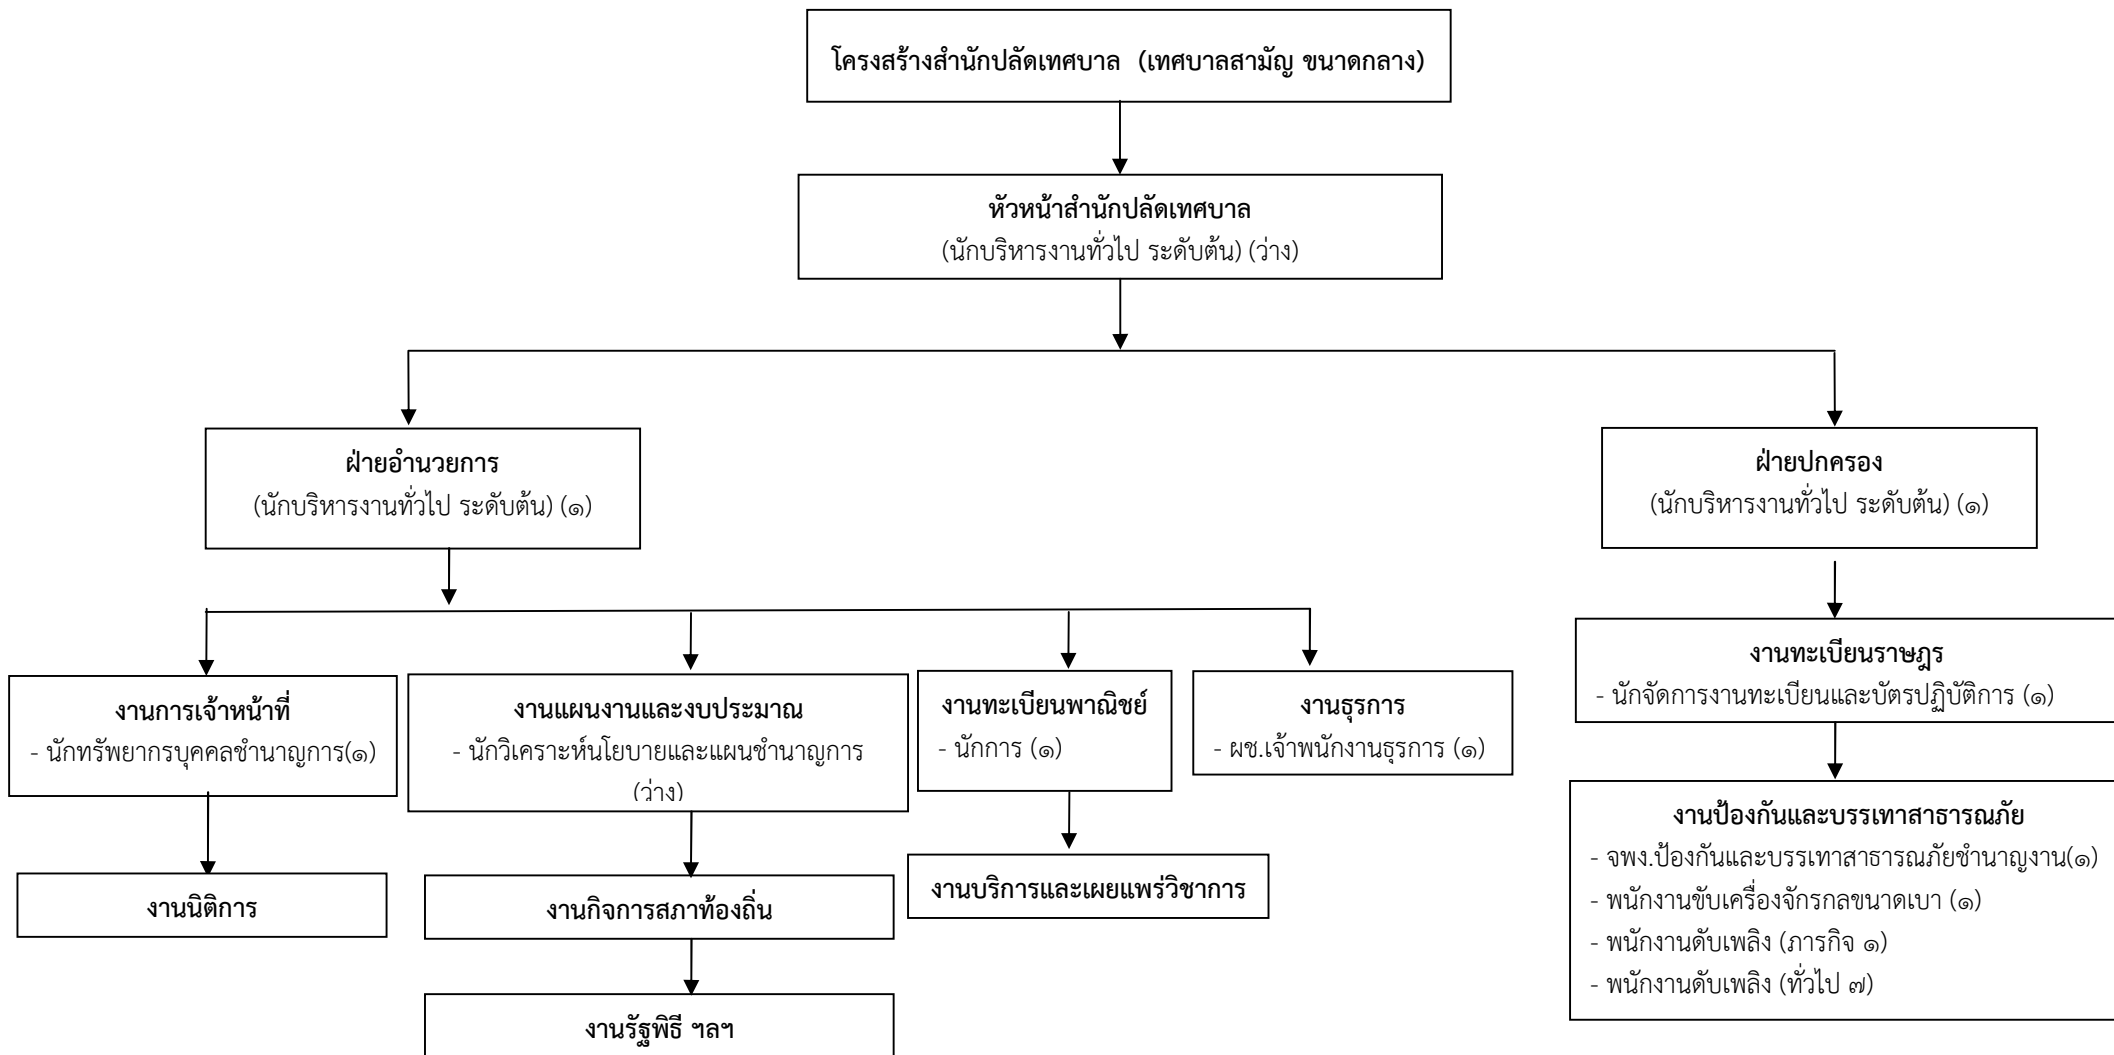 โครงสร้างสำนักปลัดเทศบาล (เทศบาลสามัญ ขนาดกลาง)
หัวหน้าสำนักปลัดเทศบาล
(นักบริหารงานทั่วไป ระดับต้น) (ว่าง)
ฝ่ายอำนวยการ
(นักบริหารงานทั่วไป ระดับต้น) (๑)
ฝ่ายปกครอง
(นักบริหารงานทั่วไป ระดับต้น) (๑)
งานการเจ้าหน้าที่
- นักทรัพยากรบุคคลชำนาญการ(๑)
งานแผนงานและงบประมาณ
- นักวิเคราะห์นโยบายและแผนชำนาญการ
(ว่าง)
งานทะเบียนพาณิชย์
- นักการ (๑)
งานธุรการ
- ผช.เจ้าพนักงานธุรการ (๑)
งานทะเบียนราษฎร
- นักจัดการงานทะเบียนและบัตรปฏิบัติการ (๑)
งานนิติการ
งานกิจการสภาท้องถิ่น
งานรัฐพิธี ฯลฯ
งานบริการและเผยแพร่วิชาการ
งานป้องกันและบรรเทาสาธารณภัย
- จพง.ป้องกันและบรรเทาสาธารณภัยชำนาญงาน(๑)
- พนักงานขับเครื่องจักรกลขนาดเบา (๑)
- พนักงานดับเพลิง (ภารกิจ ๑)
- พนักงานดับเพลิง (ทั่วไป ๗)